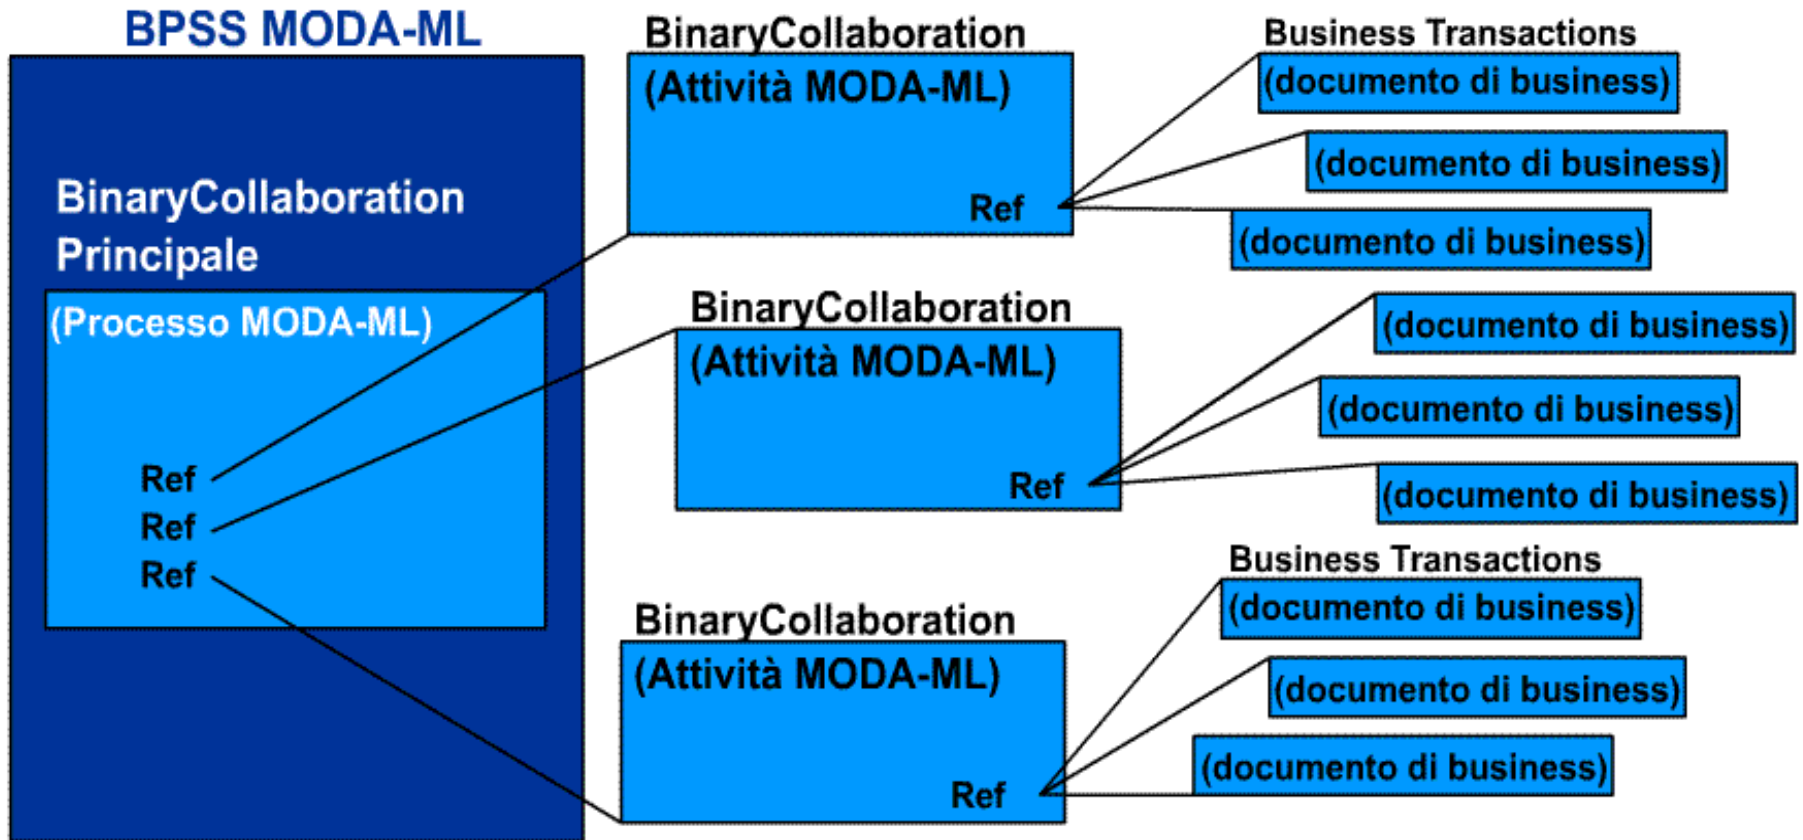 BPSS MODA-ML
BinaryCollaboration
Principale
(Processo MODA-ML)
Ref
Ref
Ref
BinaryCollaboration
(Attività MODA-ML)
Ref
Business Transactions
(documento di business)
(documento di business)
(documento di business)
BinaryCollaboration
(Attività MODA-ML)
Ref
(documento di business)
(documento di business)
(documento di business)
BinaryCollaboration
(Attività MODA-ML)
Ref
Business Transactions
(documento di business)
(documento di business)
(documento di business)